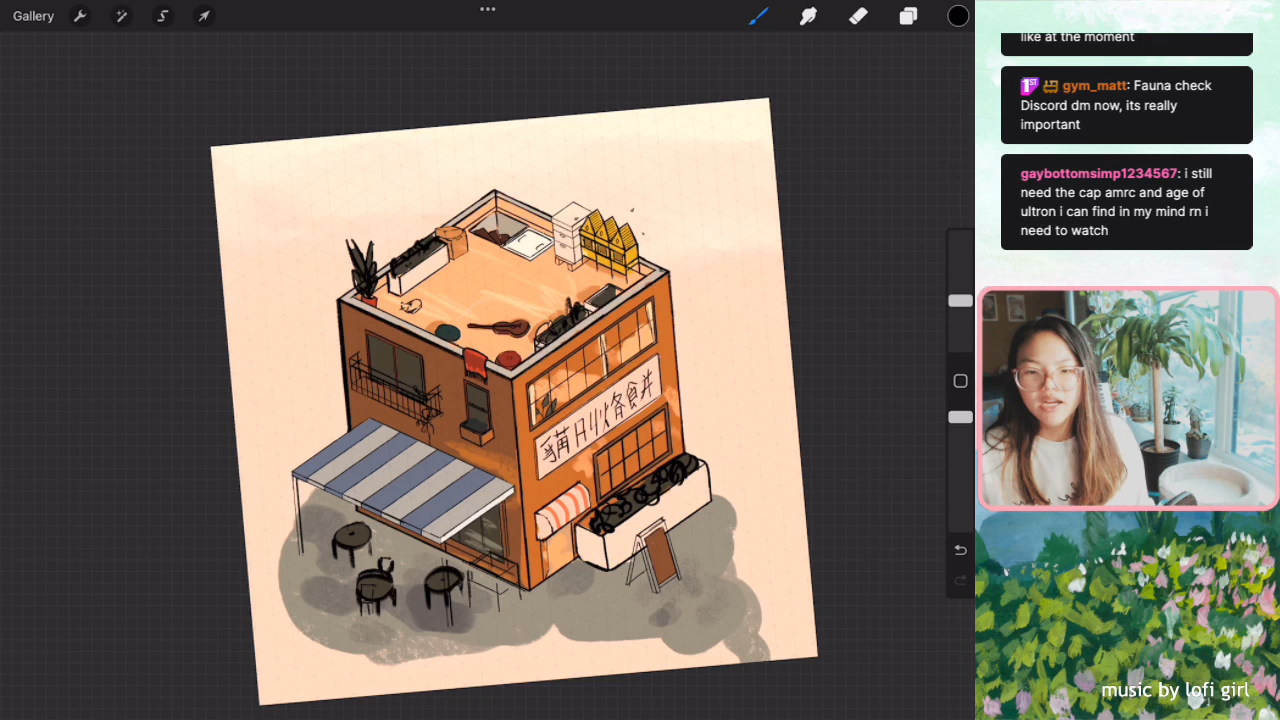 Gallery
like at the moment
gym_matt: Fauna check
Discord dm now, its really
important
gaybottomsimp1234567: i still
need the cap amrc and age of
ultron i can find in my mind rn i
need to watch
music by lofi girl